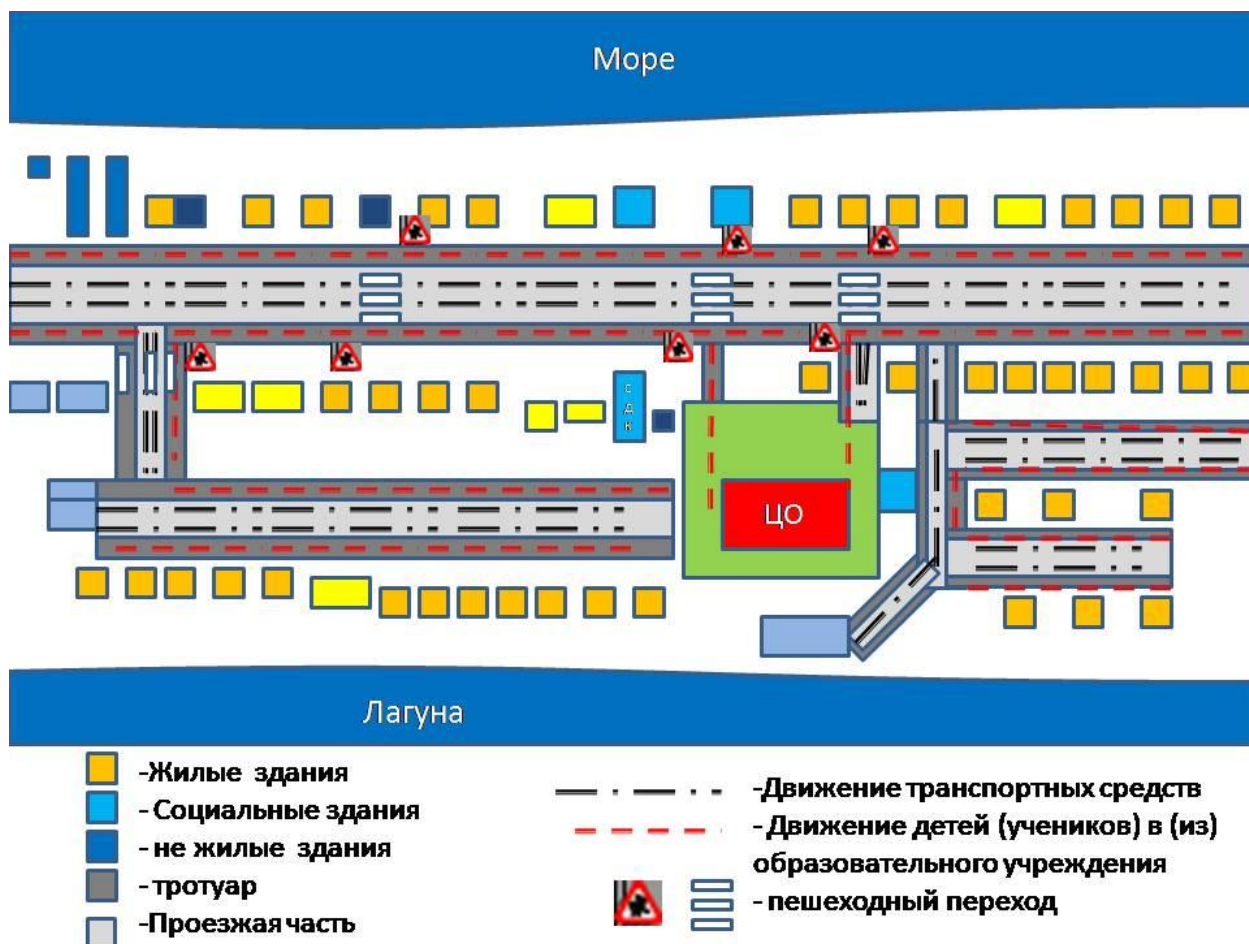 Море
СДК
ЦО
Лагуна
-Жилые здания
- Социальные здания
- не жилые здания
- тротуар
-Проезжая часть
-Движение транспортных средств
- Движение детей (учеников) в (из)
образовательного учреждения
- пешеходный переход